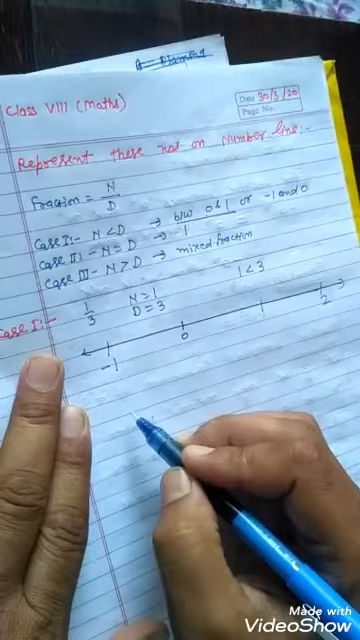 Class VIII (Maths)
Date 30/3/20
Page No.
Represent these nos on Number line:-
fraction = N/D
Case I:- N < D → b/w 0 & 1 or -1 and 0
Case II:- N = D → 1
Case III - N > D → mixed fraction
Case I:- 1/3 N = 1 1 < 3
D = 3
-1 0 1 2
Made With
VideoShow